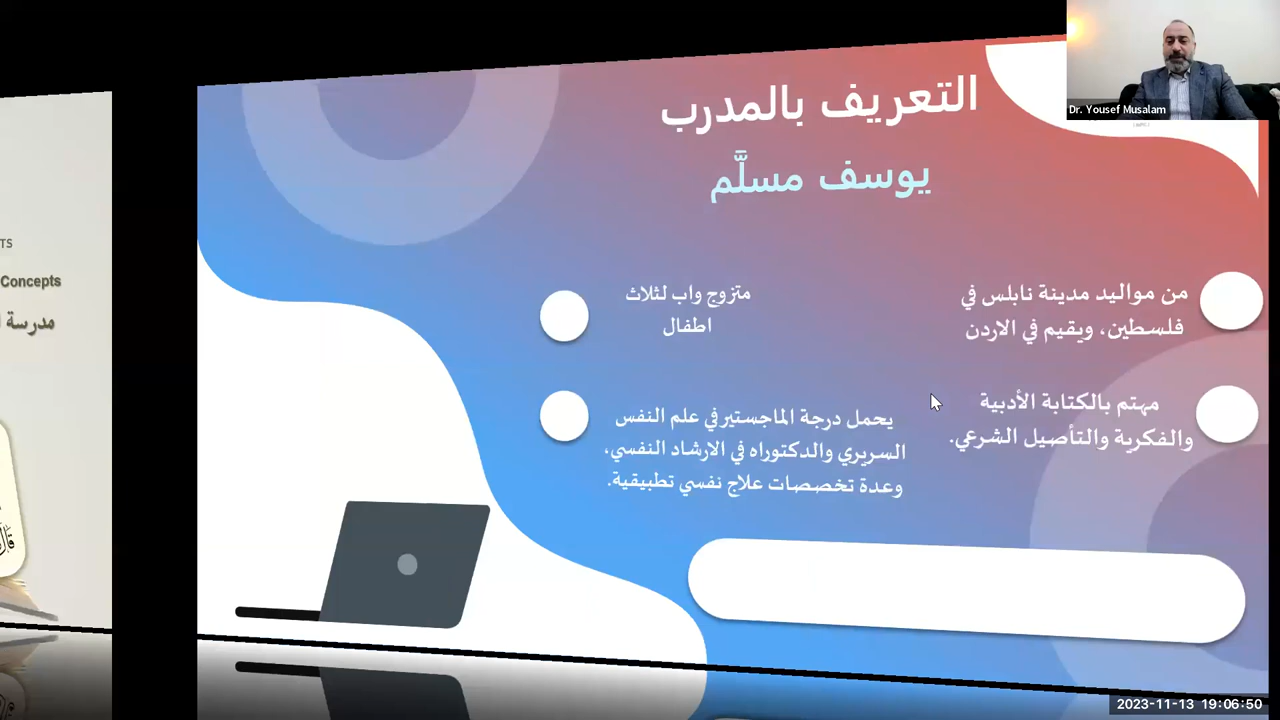 التعريف بالمدرب
يوسف مسلَّم
من مواليد مدينة نابلس في
فلسطين، ويقيم في الاردن
متزوج واب لثلاث
اطفال
مهتم بالكتابة الأدبية
والفكرية والتأصيل الشرعي.
يحمل درجة الماجستير في علم النفس
السريري والدكتوراه في الارشاد النفسي،
وعدة تخصصات علاج نفسي تطبيقية.
TS
Concepts
مدرسة
Dr. Yousef Musalam
2023-11-13 19:06:50